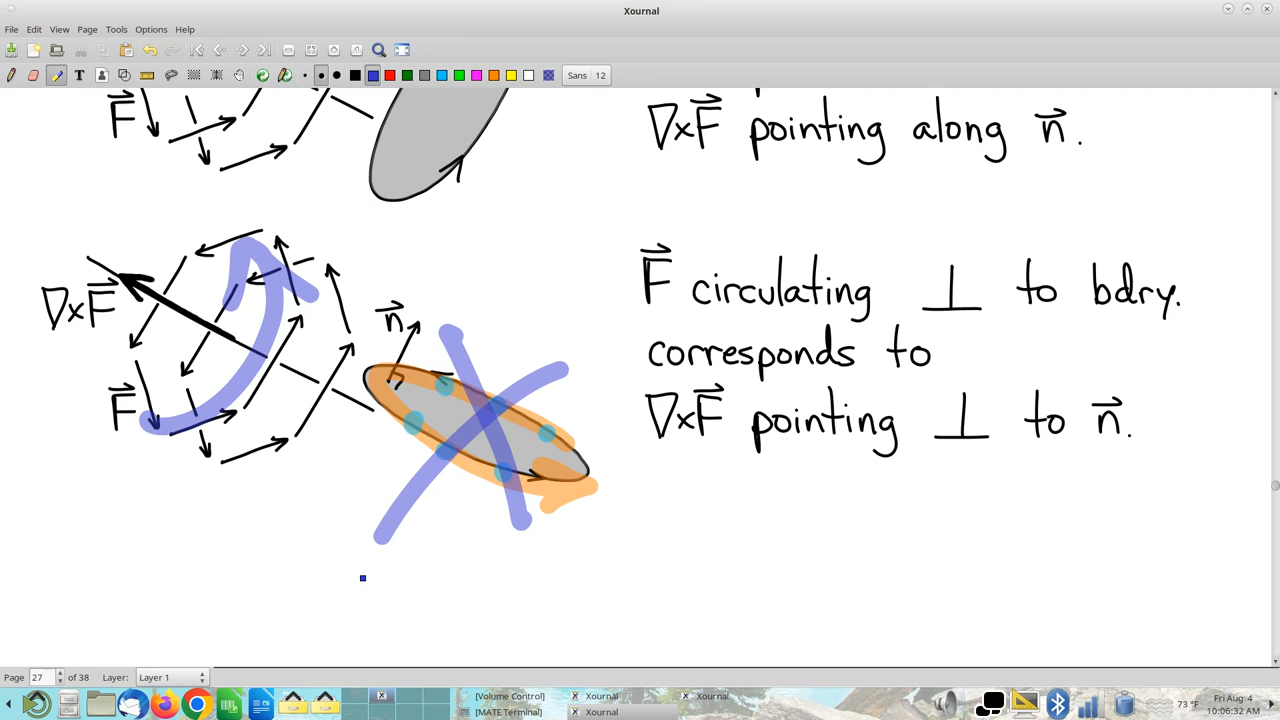 Xournal
File Edit View Page Tools Options Help
Sans 12
F⃗
∇×F⃗ pointing along n⃗.
∇×F⃗
F⃗
n⃗
F⃗ circulating ⊥ to bdry.
corresponds to
∇×F⃗ pointing ⊥ to n⃗.
Page 27 of 38 Layer 1
[Volume Control] Xournal Xournal
[MATE Terminal] Xournal
73 °F
Fri Aug 4
10:06:32 AM